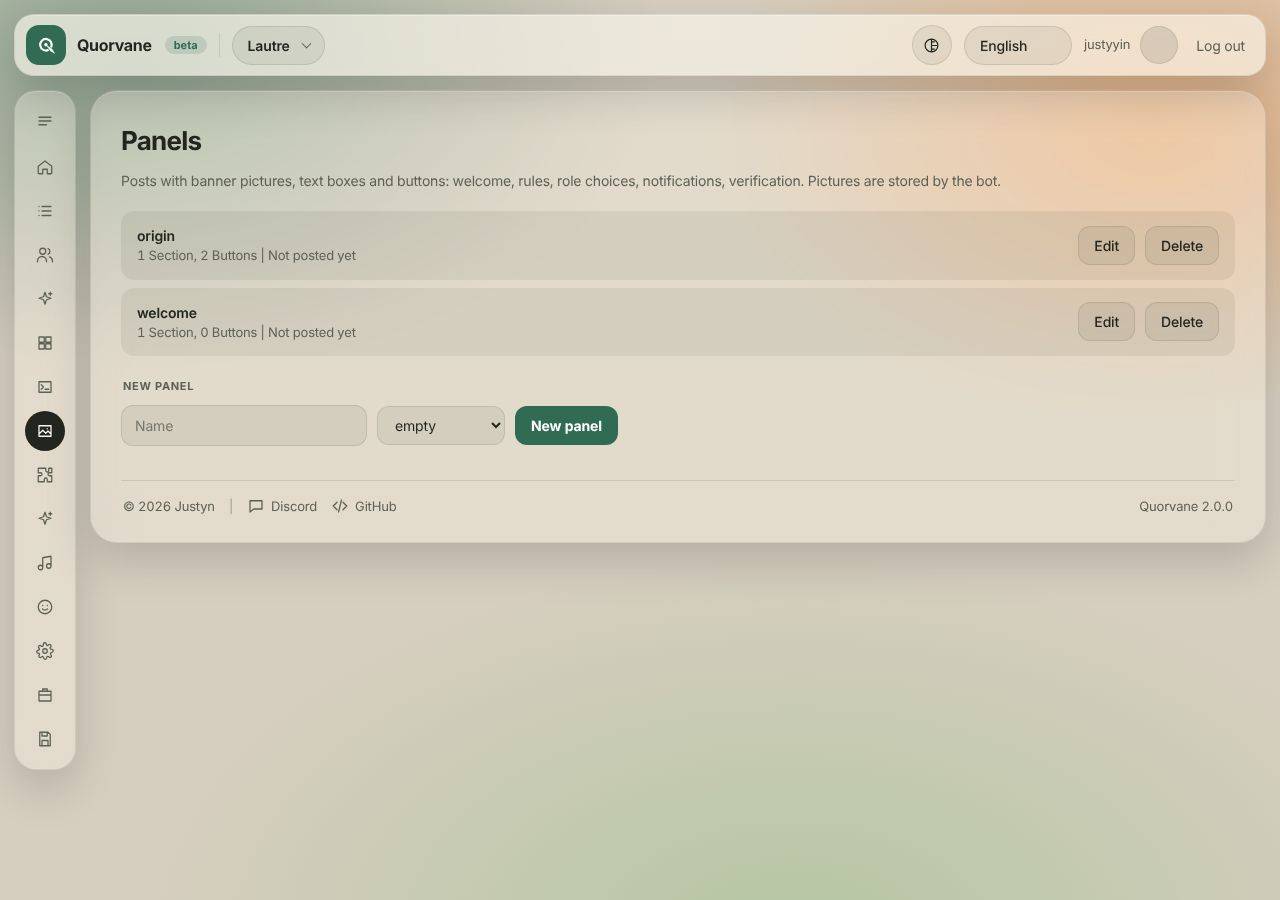 Quorvane beta Lautre English justyyin Log out
Panels
Posts with banner pictures, text boxes and buttons: welcome, rules, role choices, notifications, verification. Pictures are stored by the bot.
origin
1 Section, 2 Buttons | Not posted yet
Edit Delete
welcome
1 Section, 0 Buttons | Not posted yet
Edit Delete
NEW PANEL
Name empty New panel
© 2026 Justyn | Discord GitHub Quorvane 2.0.0